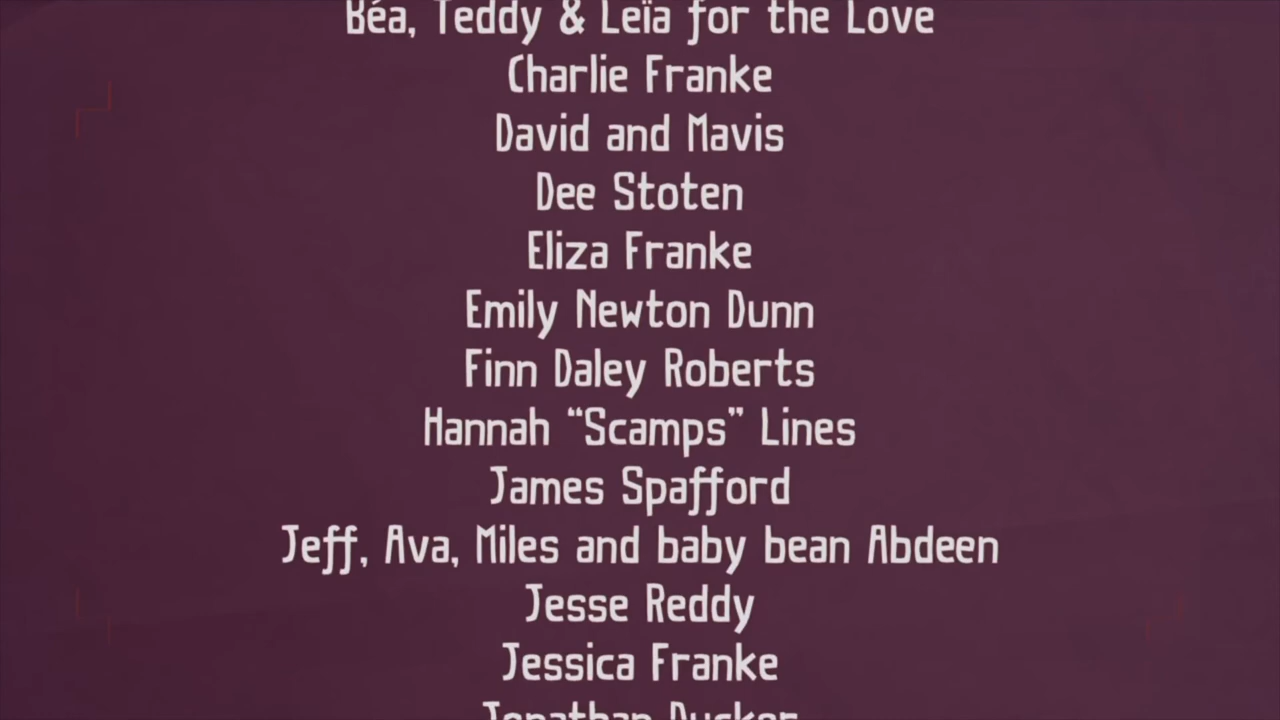 Béa, Teddy & Leïa for the Love
Charlie Franke
David and Mavis
Dee Stoten
Eliza Franke
Emily Newton Dunn
Finn Daley Roberts
Hannah “Scamps” Lines
James Spafford
Jeff, Ava, Miles and baby bean Abdeen
Jesse Reddy
Jessica Franke
Jonathan